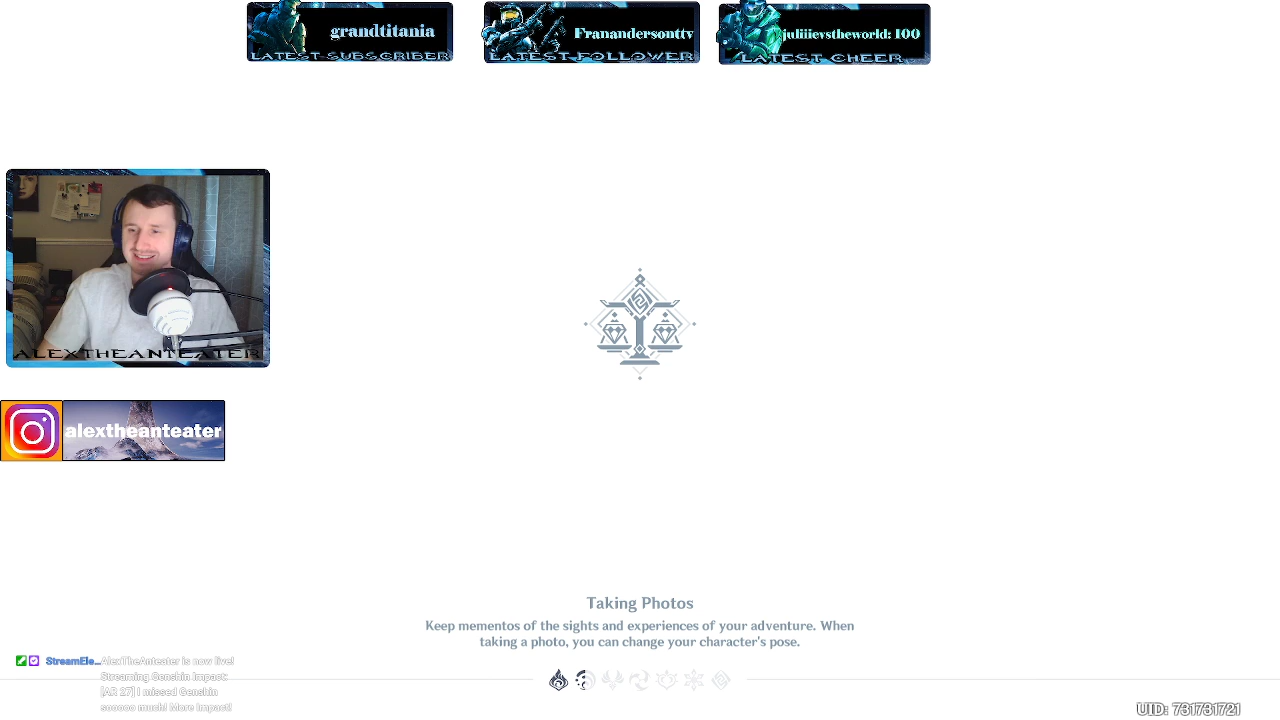 grandtitania
LATEST SUBSCRIBER
Franandersonttv
LATEST FOLLOWER
juliiievstheworld: 100
LATEST CHEER
ALEXTHEANTEATER
alextheanteater
Taking Photos
Keep mementos of the sights and experiences of your adventure. When
taking a photo, you can change your character's pose.
StreamEle... AlexTheAnteater is now live!
Streaming Genshin Impact:
[AR 27] I missed Genshin
sooooo much! More Impact!
UID: 731731721